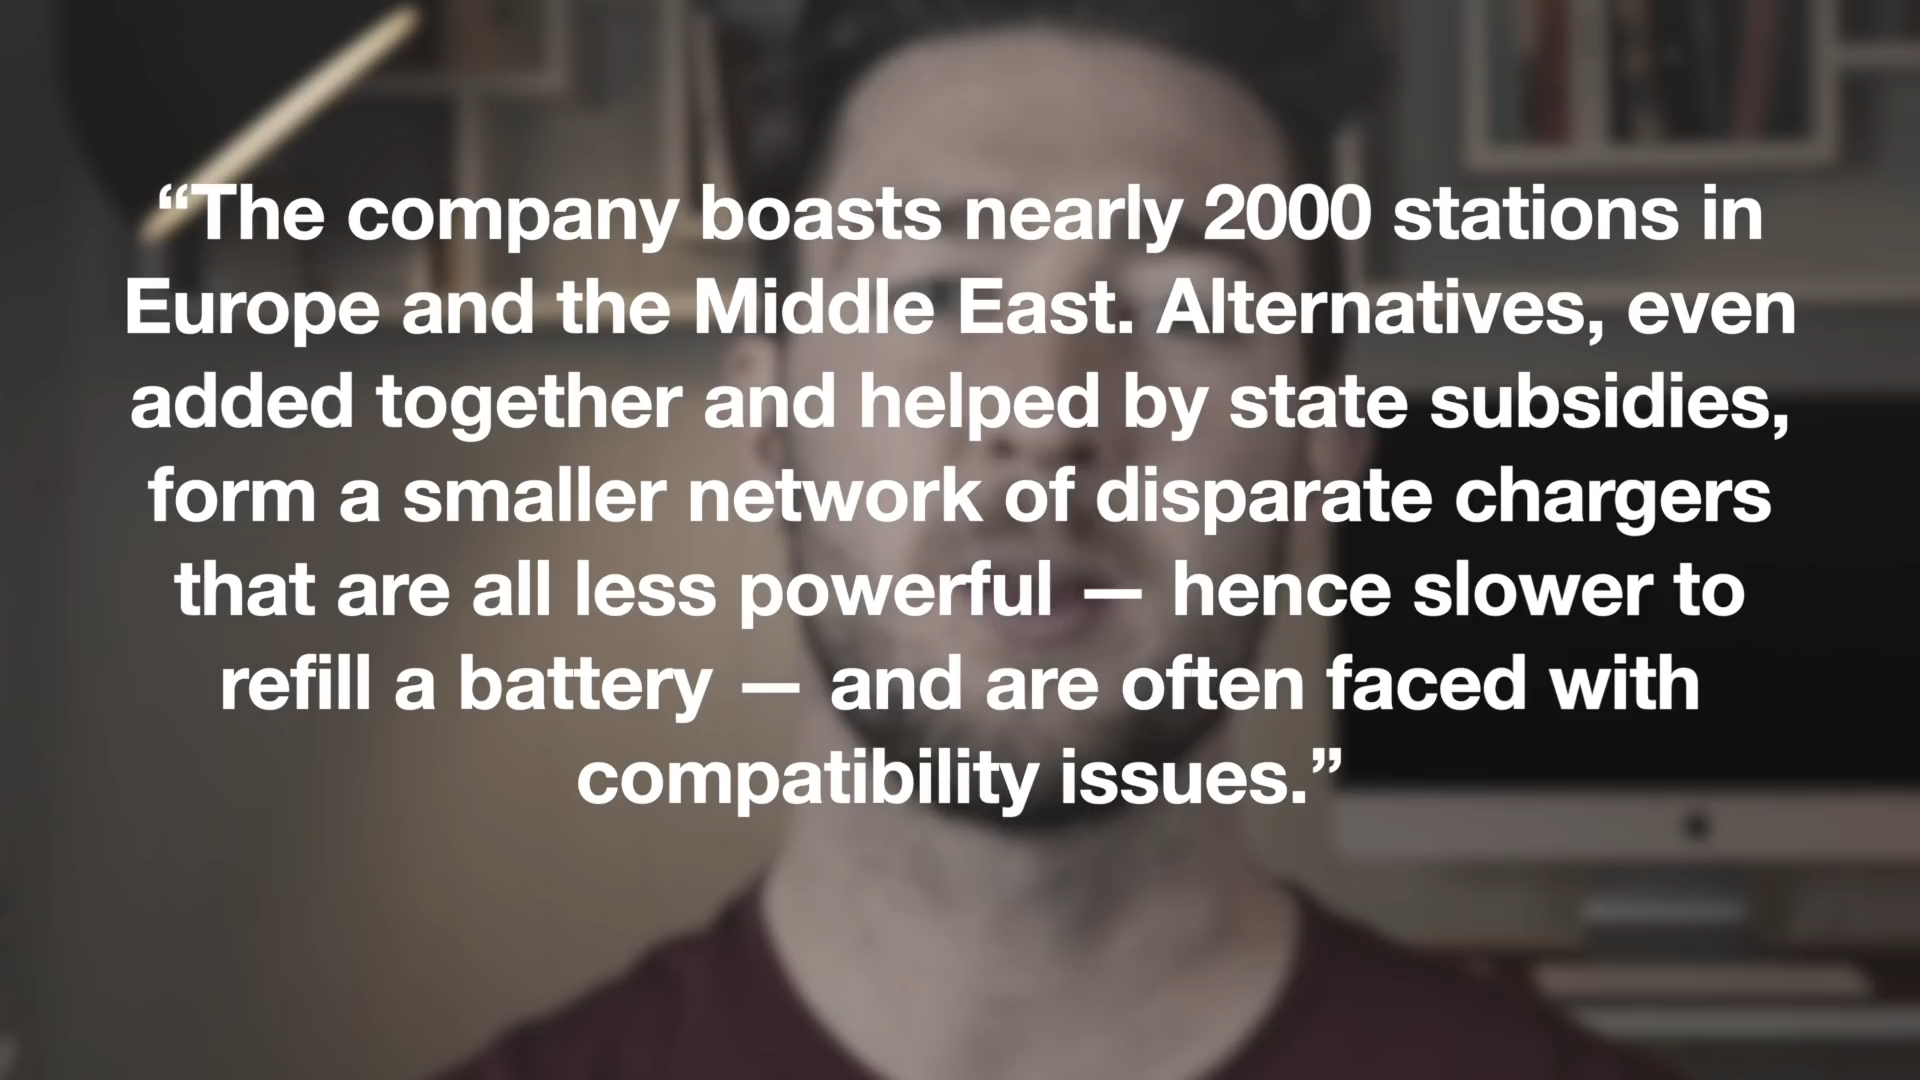 “The company boasts nearly 2000 stations in
Europe and the Middle East. Alternatives, even
added together and helped by state subsidies,
form a smaller network of disparate chargers
that are all less powerful — hence slower to
refill a battery — and are often faced with
compatibility issues.”